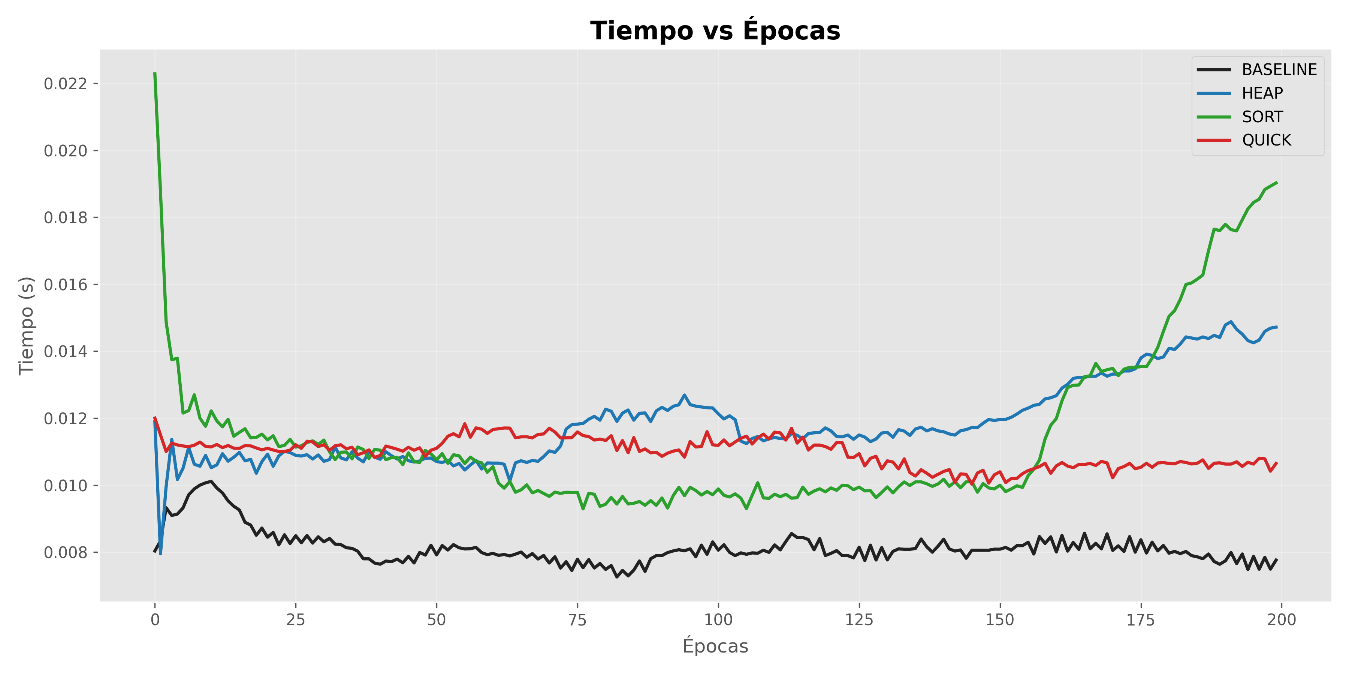 Tiempo vs Épocas
BASELINE
HEAP
SORT
QUICK
Tiempo (s)
0.022
0.020
0.018
0.016
0.014
0.012
0.010
0.008
0 25 50 75 100 125 150 175 200
Épocas